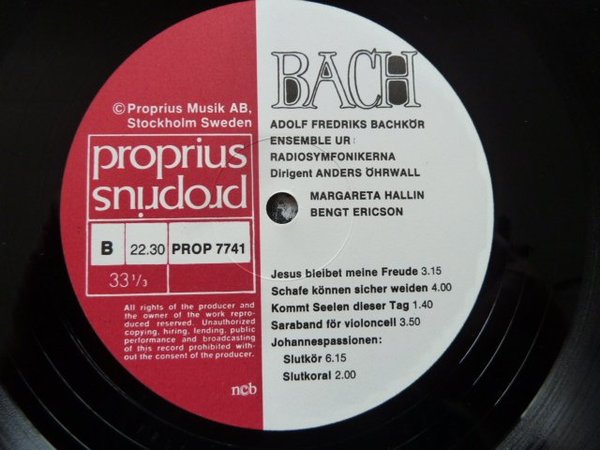 BACH
© Proprius Musik AB,
Stockholm Sweden
ADOLF FREDRIKS BACHKÖR
ENSEMBLE UR
RADIOSYMFONIKERNA
Dirigent ANDERS ÖHRWALL
proprius
proprius
MARGARETA HALLIN
BENGT ERICSON
B 22.30 PROP 7741
33 1/3
Jesus bleibet meine Freude 3.15
Schafe können sicher weiden 4.00
Kommt Seelen dieser Tag 1.40
Saraband för violoncell 3.50
Johannespassionen:
Slutkör 6.15
Slutkoral 2.00
All rights of the producer and
the owner of the work repro-
duced reserved. Unauthorized
copying, hiring, lending, public
performance and broadcasting
of this record prohibited with-
out the consent of the producer.
ncb